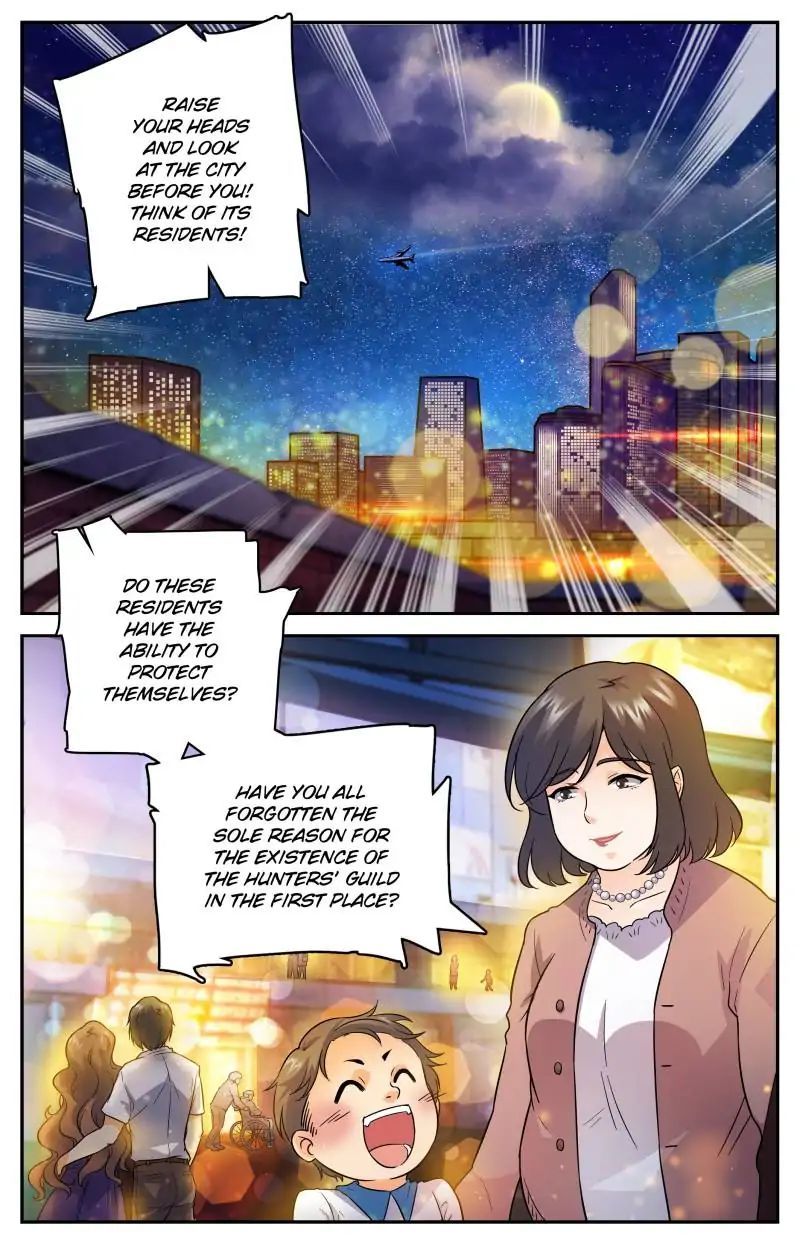 RAISE
YOUR HEADS
AND LOOK
AT THE CITY
BEFORE YOU!
THINK OF ITS
RESIDENTS!
DO THESE
RESIDENTS
HAVE THE
ABILITY TO
PROTECT
THEMSELVES?
HAVE YOU ALL
FORGOTTEN THE
SOLE REASON FOR
THE EXISTENCE OF
THE HUNTERS' GUILD
IN THE FIRST PLACE?